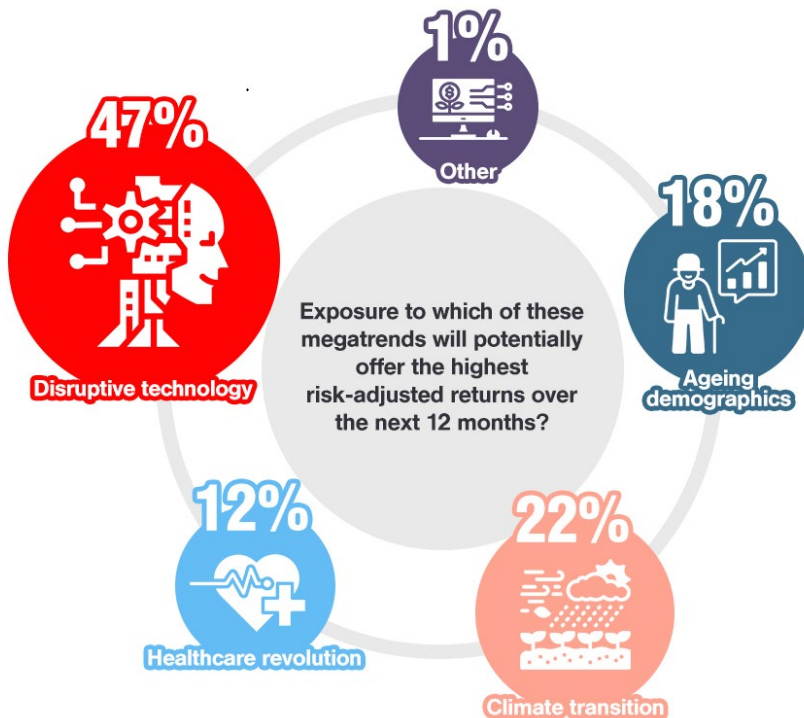 1%
Other
47%
Disruptive technology
18%
Ageing
demographics
Exposure to which of these
megatrends will potentially
offer the highest
risk-adjusted returns over
the next 12 months?
12%
Healthcare revolution
22%
Climate transition